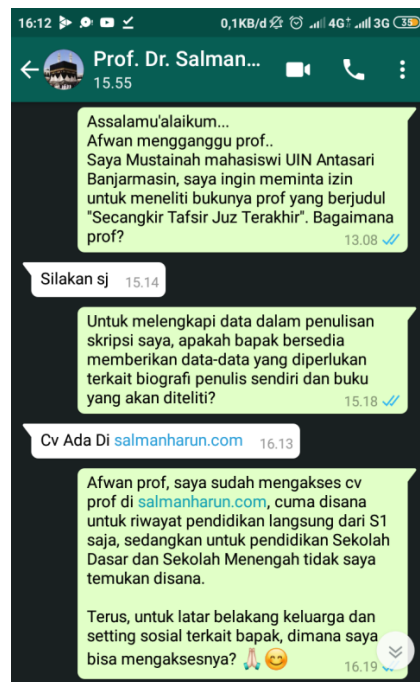 16:12 0,1KB/d 4G+ 3G 35
Prof. Dr. Salman...
15.55
Assalamu'alaikum...
Afwan mengganggu prof..
Saya Mustainah mahasiswi UIN Antasari
Banjarmasin, saya ingin meminta izin
untuk meneliti bukunya prof yang berjudul
"Secangkir Tafsir Juz Terakhir". Bagaimana
prof?
13.08
Silakan sj 15.14
Untuk melengkapi data dalam penulisan
skripsi saya, apakah bapak bersedia
memberikan data-data yang diperlukan
terkait biografi penulis sendiri dan buku
yang akan diteliti?
15.18
Cv Ada Di salmanharun.com 16.13
Afwan prof, saya sudah mengakses cv
prof di salmanharun.com, cuma disana
untuk riwayat pendidikan langsung dari S1
saja, sedangkan untuk pendidikan Sekolah
Dasar dan Sekolah Menengah tidak saya
temukan disana.
Terus, untuk latar belakang keluarga dan
setting sosial terkait bapak, dimana saya
bisa mengaksesnya? 🙏🏻😊
16.19